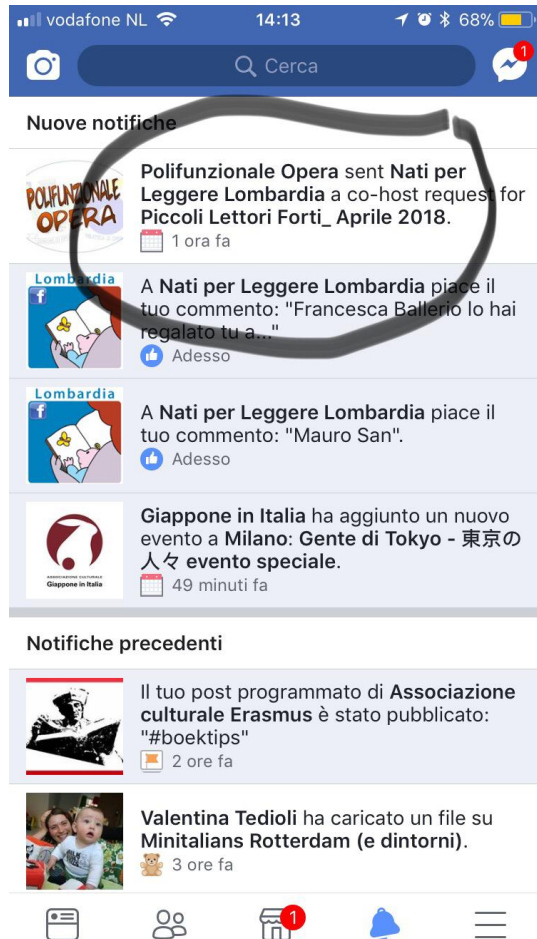 vodafone NL 14:13 68%
Cerca
1
Nuove notifiche
POLIFUNZIONALE
OPERA
Polifunzionale Opera sent Nati per
Leggere Lombardia a co-host request for
Piccoli Lettori Forti_ Aprile 2018.
1 ora fa
Lombardia
f
A Nati per Leggere Lombardia piace il
tuo commento: "Francesca Ballerio lo hai
regalato tu a..."
Adesso
Lombardia
f
A Nati per Leggere Lombardia piace il
tuo commento: "Mauro San".
Adesso
ASSOCIAZIONE CULTURALE
Giappone in Italia
Giappone in Italia ha aggiunto un nuovo
evento a Milano: Gente di Tokyo - 東京の
人々 evento speciale.
49 minuti fa
Notifiche precedenti
Il tuo post programmato di Associazione
culturale Erasmus è stato pubblicato:
"#boektips"
2 ore fa
Valentina Tedioli ha caricato un file su
Minitalians Rotterdam (e dintorni).
3 ore fa
1